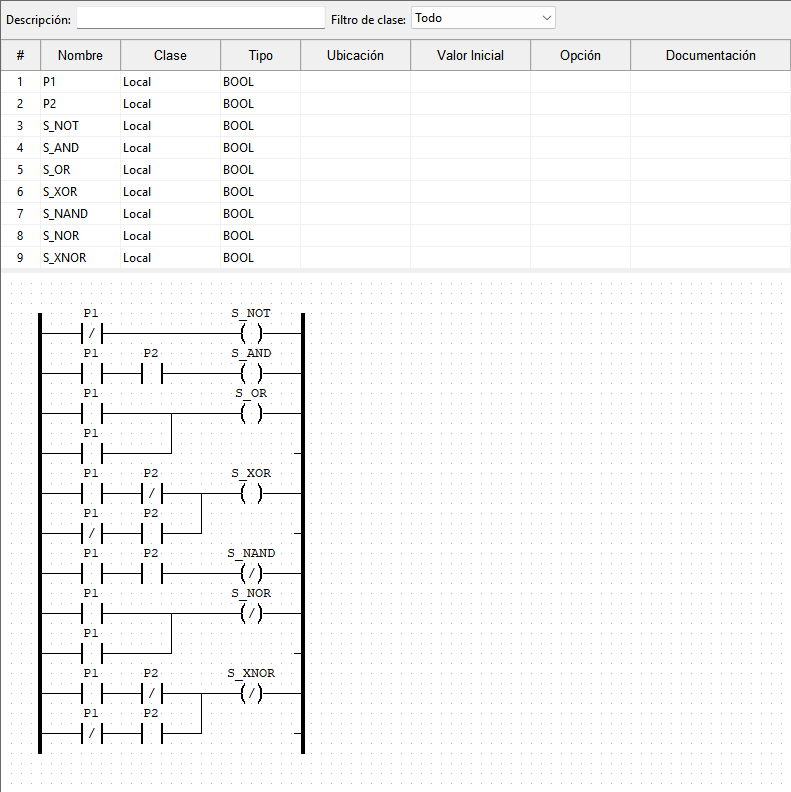 Descripción: Filtro de clase: Todo
# Nombre Clase Tipo Ubicación Valor Inicial Opción Documentación
1 P1 Local BOOL
2 P2 Local BOOL
3 S_NOT Local BOOL
4 S_AND Local BOOL
5 S_OR Local BOOL
6 S_XOR Local BOOL
7 S_NAND Local BOOL
8 S_NOR Local BOOL
9 S_XNOR Local BOOL
P1 S_NOT
/
P1 P2 S_AND
P1 S_OR
P1
P1 P2 S_XOR
/
P1 P2
/
P1 P2 S_NAND
/
P1 S_NOR
/
P1
P1 P2 S_XNOR
/ /
P1 P2
/